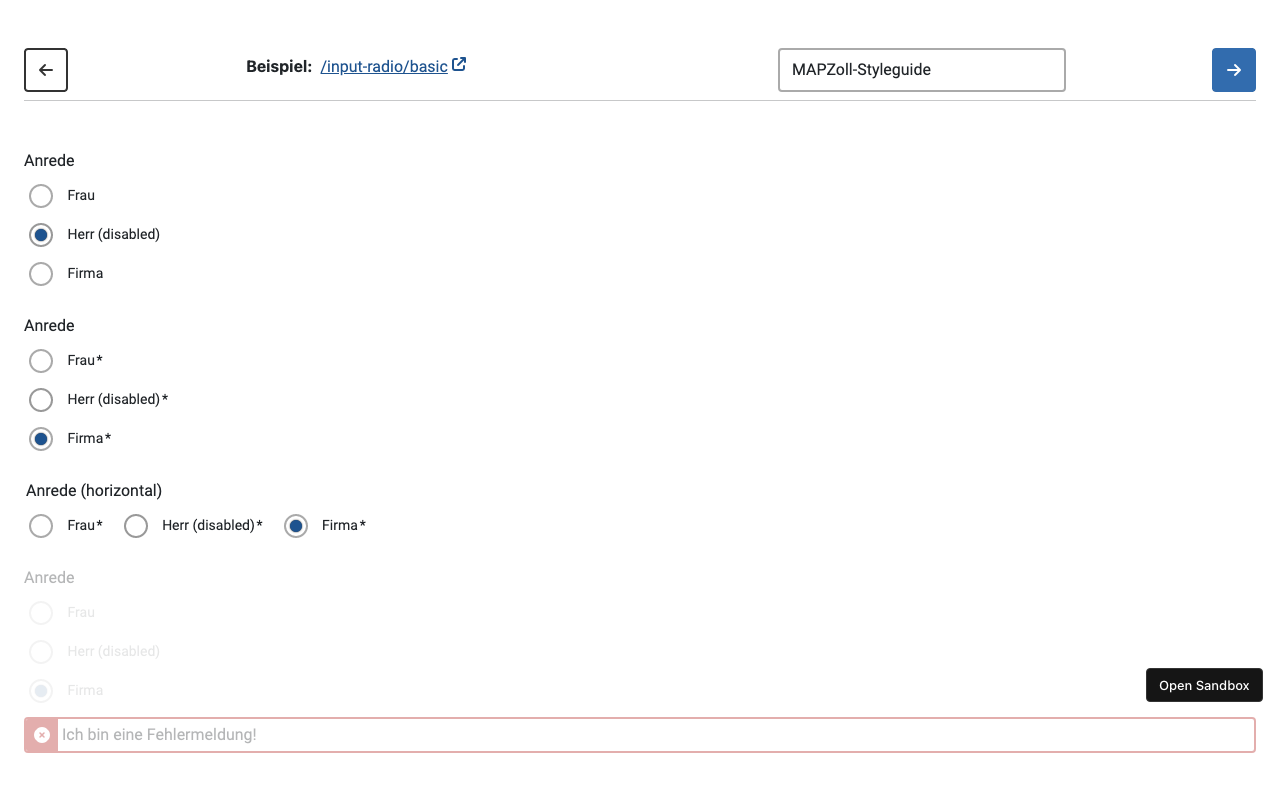 Beispiel: /input-radio/basic
MAPZoll-Styleguide
Anrede
Frau
Herr (disabled)
Firma
Anrede
Frau*
Herr (disabled)*
Firma*
Anrede (horizontal)
Frau* Herr (disabled)* Firma*
Anrede
Frau
Herr (disabled)
Firma
Open Sandbox
Ich bin eine Fehlermeldung!